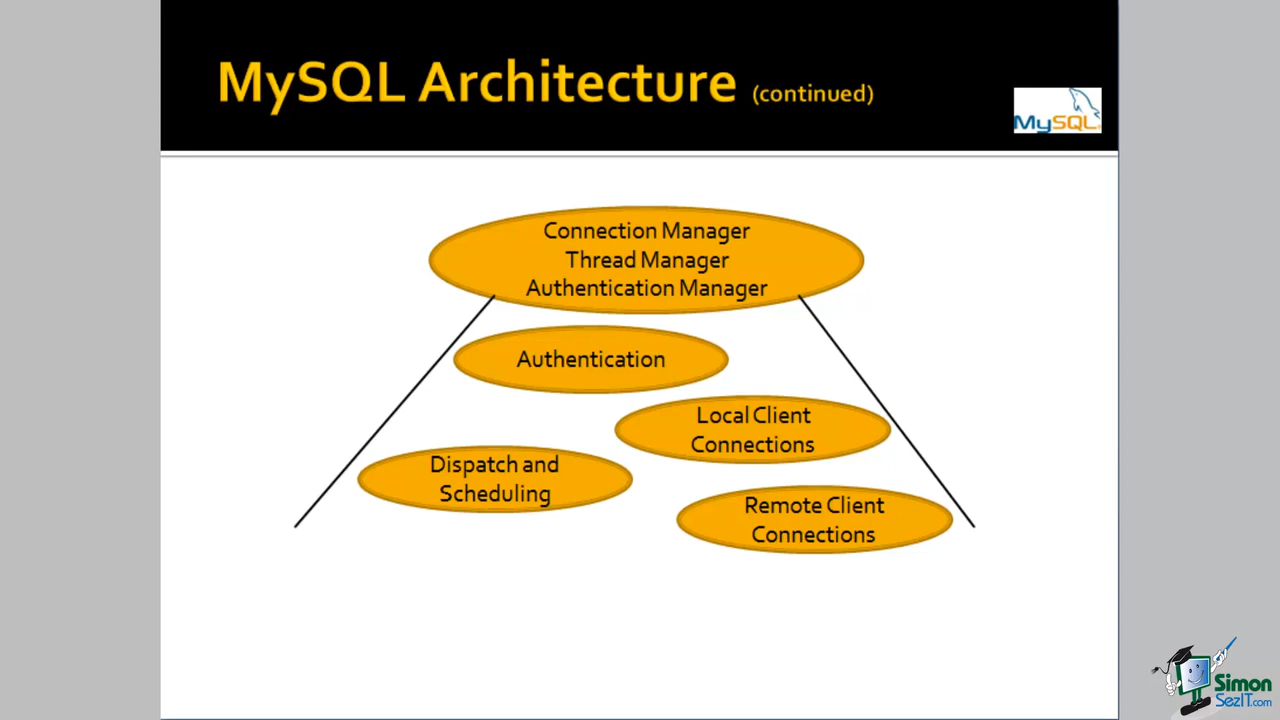 MySQL Architecture (continued)
MySQL
Connection Manager
Thread Manager
Authentication Manager
Authentication
Local Client
Connections
Dispatch and
Scheduling
Remote Client
Connections
Simon
SezIT.com